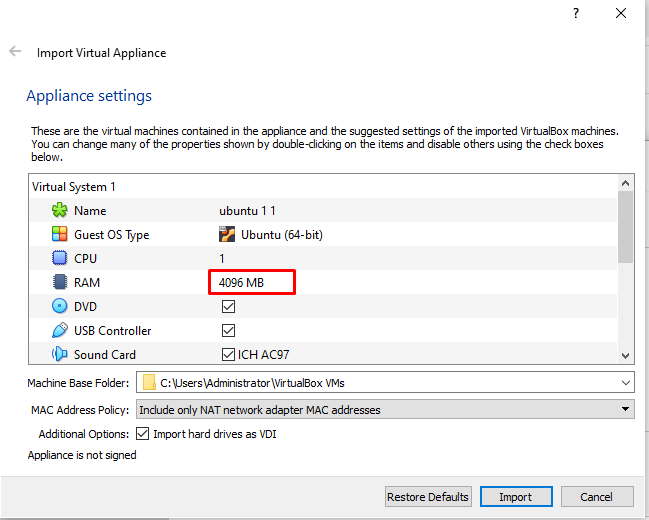 ?
Import Virtual Appliance
Appliance settings
These are the virtual machines contained in the appliance and the suggested settings of the imported VirtualBox machines.
You can change many of the properties shown by double-clicking on the items and disable others using the check boxes
below.
Virtual System 1
Name ubuntu 1 1
Guest OS Type Ubuntu (64-bit)
CPU 1
RAM 4096 MB
DVD
USB Controller
Sound Card ICH AC97
Machine Base Folder: C:\Users\Administrator\VirtualBox VMs
MAC Address Policy: Include only NAT network adapter MAC addresses
Additional Options: Import hard drives as VDI
Appliance is not signed
Restore Defaults Import Cancel